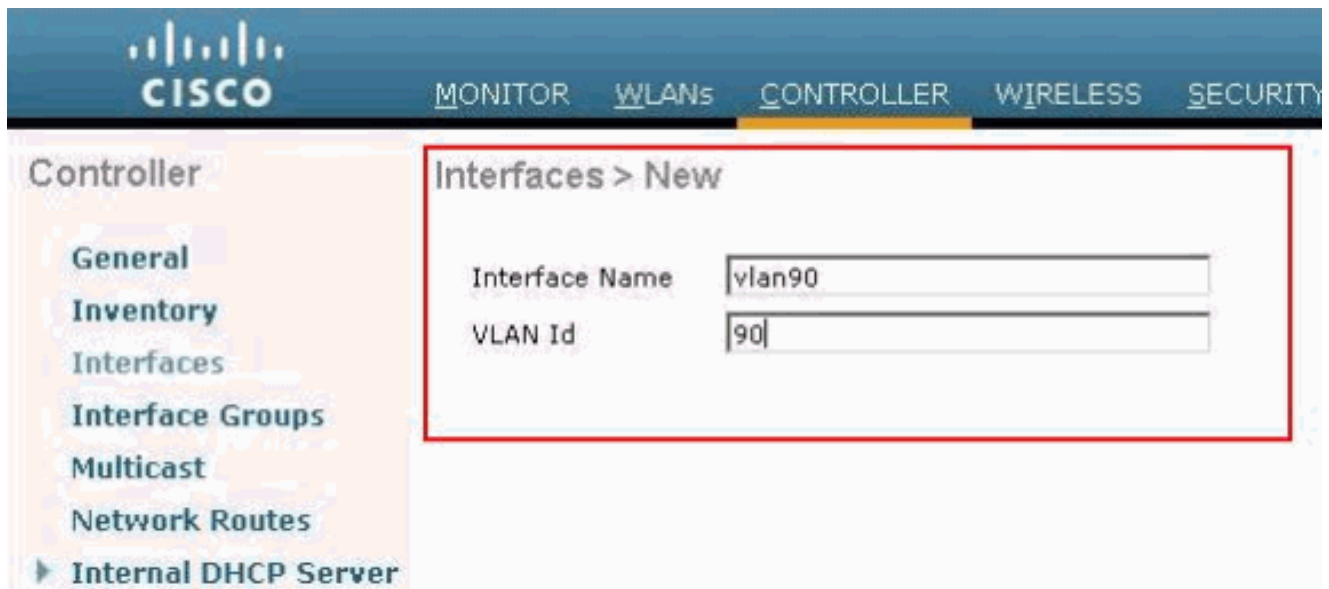 CISCO
MONITOR WLANs CONTROLLER WIRELESS SECURITY
Controller
General
Inventory
Interfaces
Interface Groups
Multicast
Network Routes
Internal DHCP Server
Interfaces > New
Interface Name vlan90
VLAN Id 90